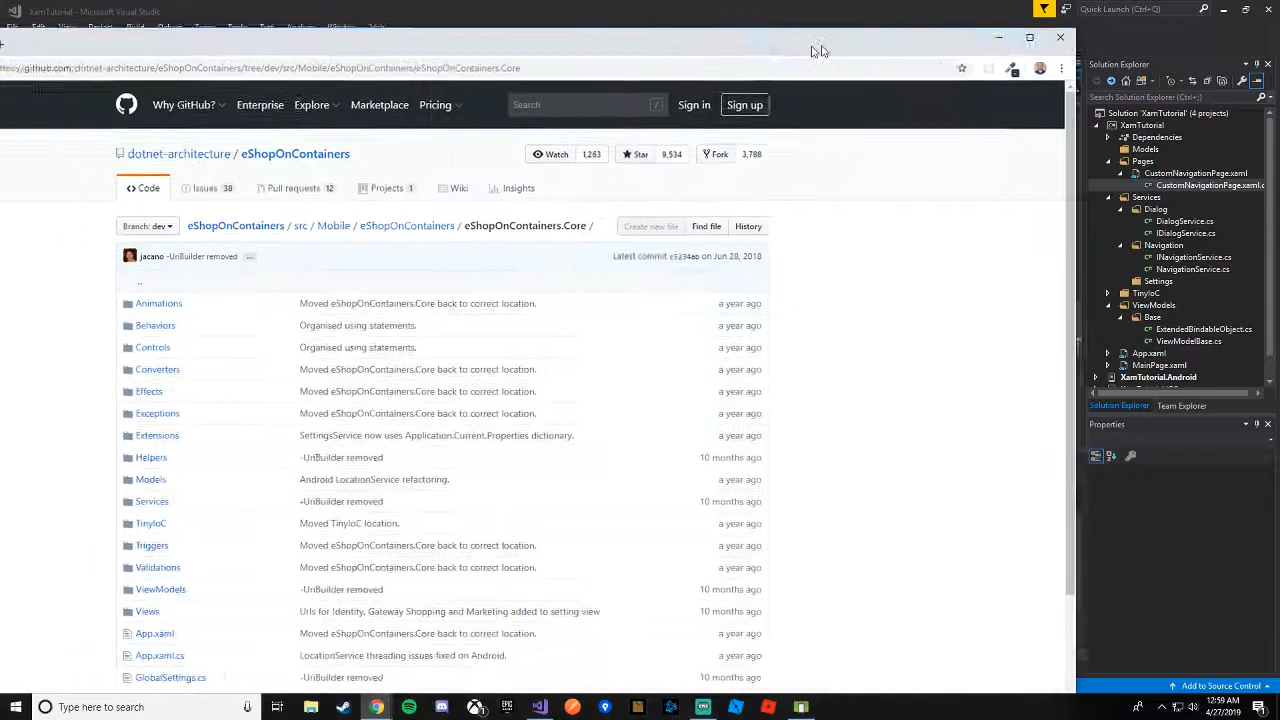 XamTutorial - Microsoft Visual Studio
Quick Launch (Ctrl+Q)
github.com/dotnet-architecture/eShopOnContainers/tree/dev/src/Mobile/eShopOnContainers/eShopOnContainers.Core
Why GitHub? Enterprise Explore Marketplace Pricing Search / Sign in Sign up
dotnet-architecture / eShopOnContainers
Watch 1,263 Star 9,534 Fork 3,788
Code Issues 38 Pull requests 12 Projects 1 Wiki Insights
Branch: dev eShopOnContainers / src / Mobile / eShopOnContainers / eShopOnContainers.Core / Create new file Find file History
jacano -UriBuilder removed ... Latest commit e5234ab on Jun 28, 2018
..
Animations Moved eShopOnContainers.Core back to correct location. a year ago
Behaviors Organised using statements. a year ago
Controls Organised using statements. a year ago
Converters Moved eShopOnContainers.Core back to correct location. a year ago
Effects Moved eShopOnContainers.Core back to correct location. a year ago
Exceptions Moved eShopOnContainers.Core back to correct location. a year ago
Extensions SettingsService now uses Application.Current.Properties dictionary. a year ago
Helpers -UriBuilder removed 10 months ago
Models Android LocationService refactoring. a year ago
Services -UriBuilder removed 10 months ago
TinyIoC Moved TinyIoC location. a year ago
Triggers Moved eShopOnContainers.Core back to correct location. a year ago
Validations Moved eShopOnContainers.Core back to correct location. a year ago
ViewModels -UriBuilder removed 10 months ago
Views Urls for Identity, Gateway Shopping and Marketing added to setting view 10 months ago
App.xaml Moved eShopOnContainers.Core back to correct location. a year ago
App.xaml.cs LocationService threading issues fixed on Android. a year ago
GlobalSettings.cs -UriBuilder removed 10 months ago
Solution Explorer
Search Solution Explorer (Ctrl+;)
Solution 'XamTutorial' (4 projects)
XamTutorial
Dependencies
Models
Pages
CustomNavigationPage.xaml
CustomNavigationPage.xaml.c
Services
Dialog
DialogService.cs
IDialogService.cs
Navigation
INavigationService.cs
NavigationService.cs
Settings
TinyIoC
ViewModels
Base
ExtendedBindableObject.cs
ViewModelBase.cs
App.xaml
MainPage.xaml
XamTutorial.Android
Solution Explorer Team Explorer
Properties
Add to Source Control
Type here to search
12:59 AM
4/27/2019